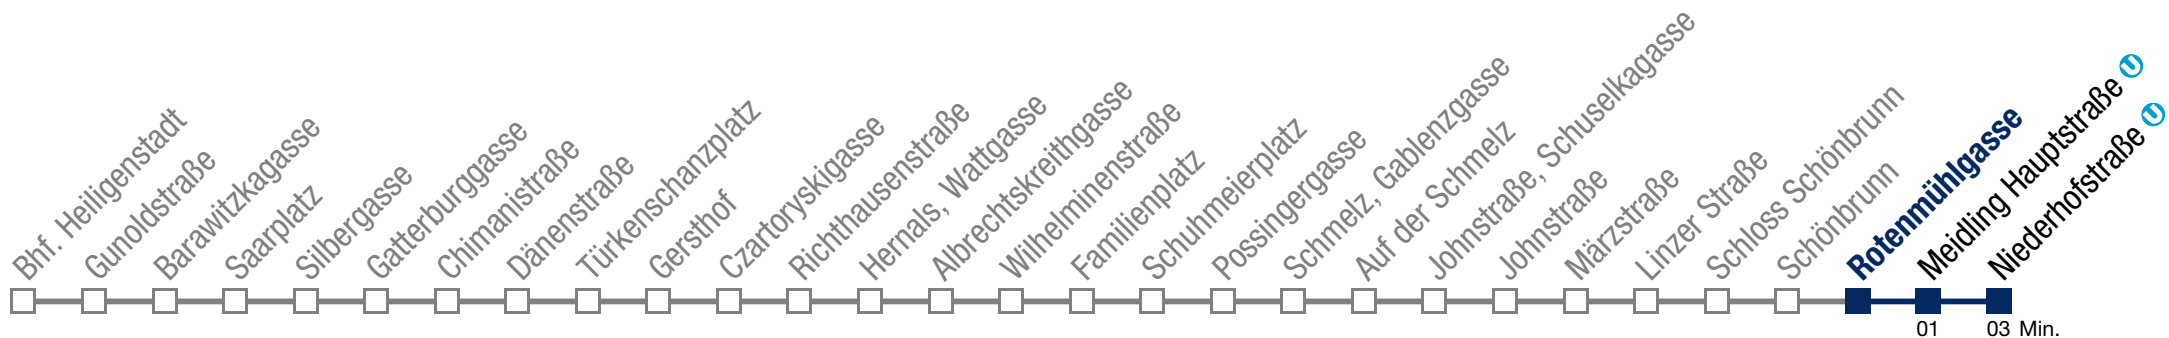 Bhf. Heiligenstadt
Gunoldstraße
Barawitzkagasse
Saarplatz
Silbergasse
Gatterburggasse
Chimanistraße
Dänenstraße
Türkenschanzplatz
Gersthof
Czartoryskigasse
Richthausenstraße
Hernals, Wattgasse
Albrechtskreithgasse
Wilhelminenstraße
Familienplatz
Schuhmeierplatz
Possingergasse
Schmelz, Gablenzgasse
Auf der Schmelz
Johnstraße, Schuselkagasse
Johnstraße
Märzstraße
Linzer Straße
Schloss Schönbrunn
Schönbrunn
Rotenmühlgasse
Meidling Hauptstraße U
Niederhofstraße U
01 03 Min.